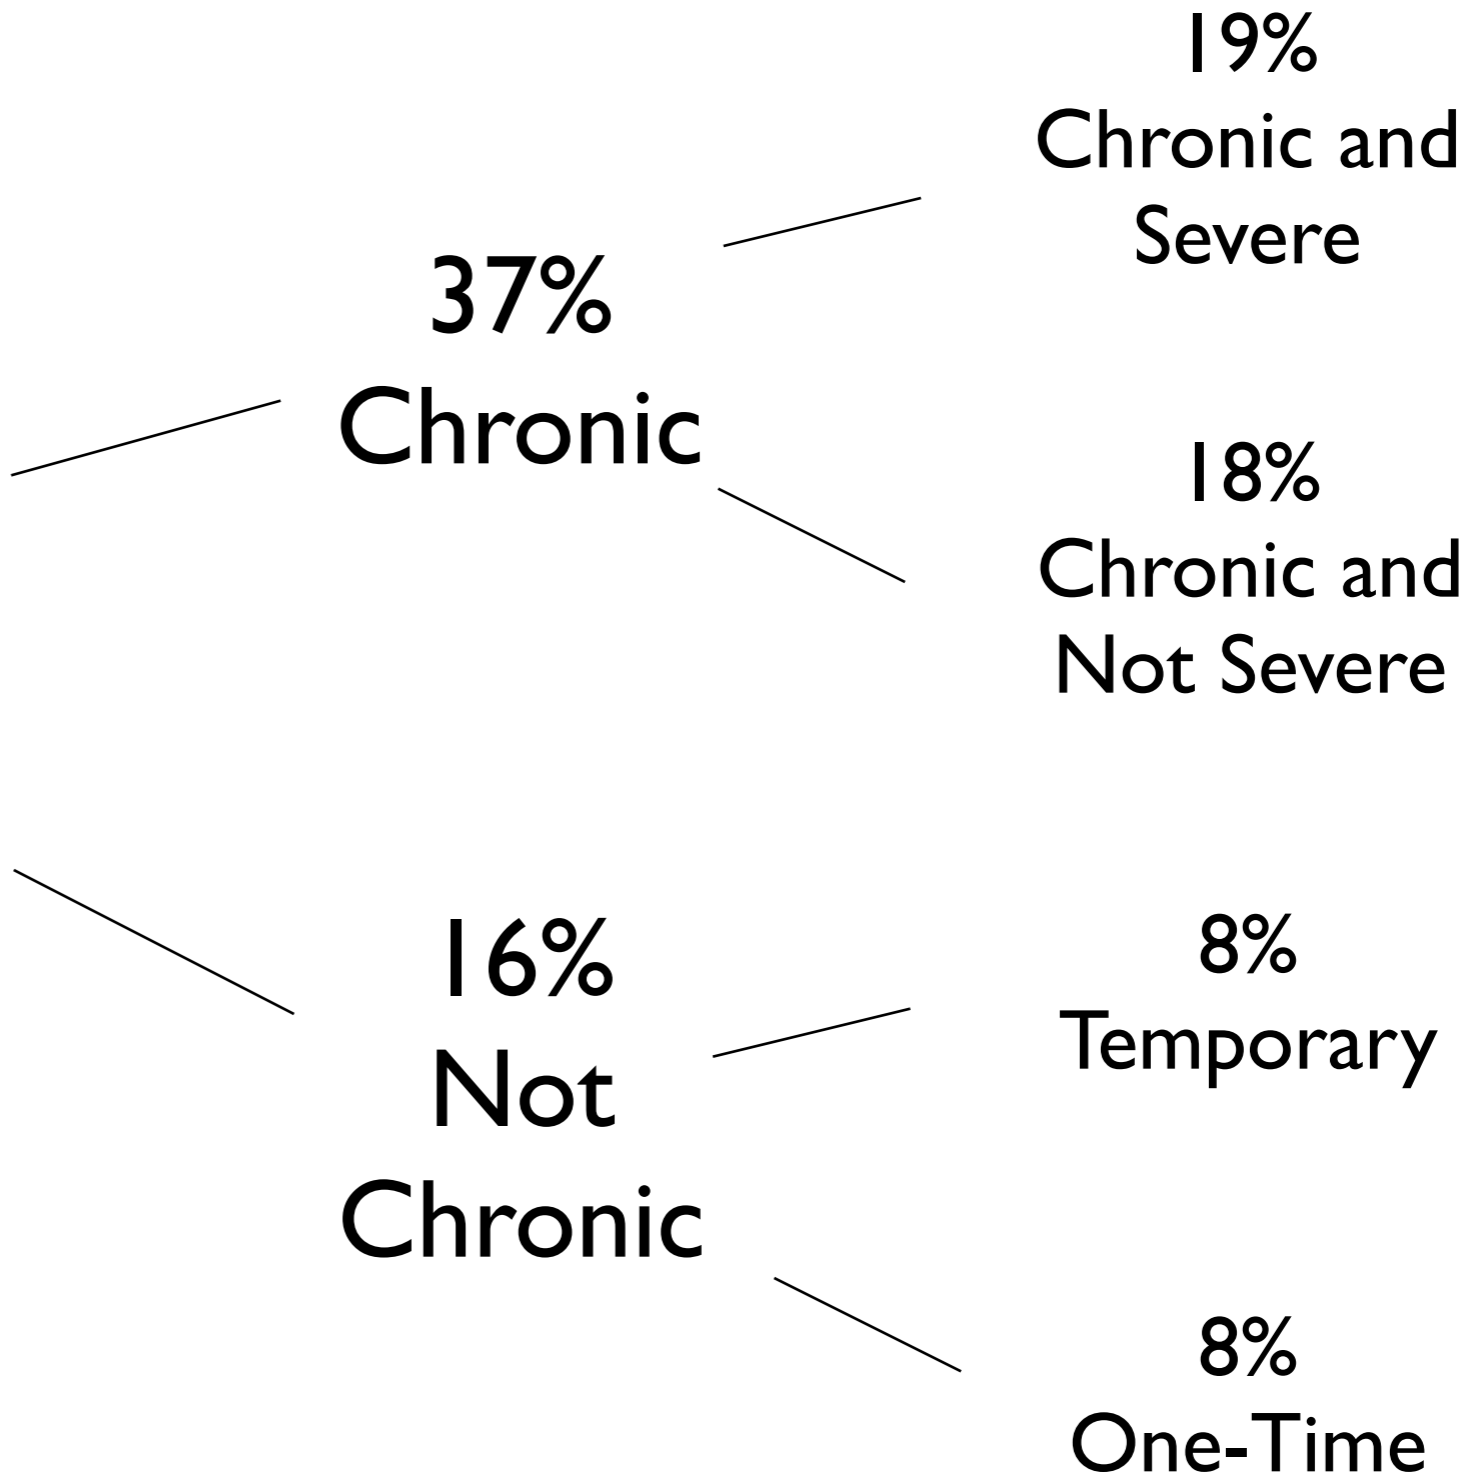 37%
Chronic
19%
Chronic and
Severe
18%
Chronic and
Not Severe
16%
Not
Chronic
8%
Temporary
8%
One-Time